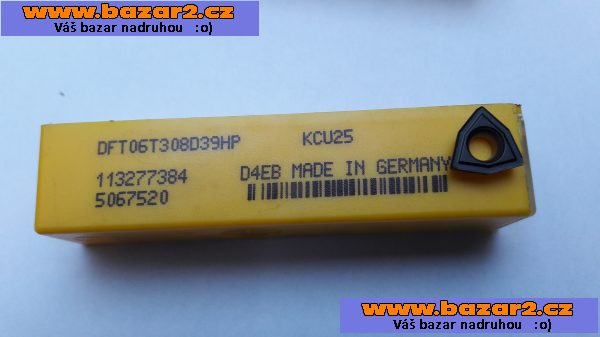 www.bazar2.cz
Váš bazar nadruhou :o)
DFT06T308D39HP KCU25
113277384 D4EB MADE IN GERMANY
5067520
www.bazar2.cz
Váš bazar nadruhou :o)